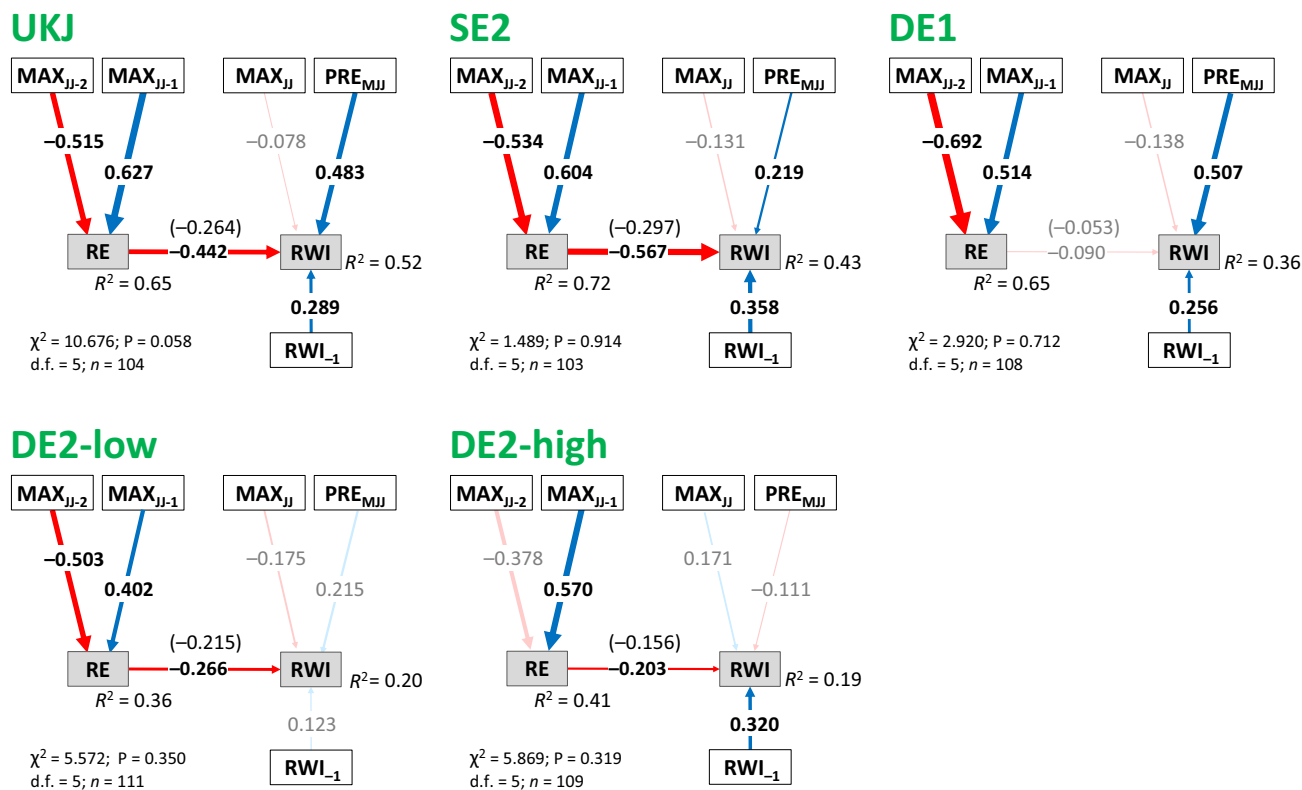 UKJ
MAXJJ-2 MAXJJ-1 MAXJJ PREMJJ
–0.515 –0.078
0.627 0.483
(–0.264)
RE –0.442 RWI
R2 = 0.65 R2 = 0.52
0.289
χ2 = 10.676; P = 0.058
d.f. = 5; n = 104
RWI–1
SE2
MAXJJ-2 MAXJJ-1 MAXJJ PREMJJ
–0.534 –0.131
0.604 0.219
(–0.297)
RE –0.567 RWI
R2 = 0.72 R2 = 0.43
0.358
χ2 = 1.489; P = 0.914
d.f. = 5; n = 103
RWI–1
DE1
MAXJJ-2 MAXJJ-1 MAXJJ PREMJJ
–0.692 –0.138
0.514 0.507
(–0.053)
RE –0.090 RWI
R2 = 0.65 R2 = 0.36
0.256
χ2 = 2.920; P = 0.712
d.f. = 5; n = 108
RWI–1
DE2-low
MAXJJ-2 MAXJJ-1 MAXJJ PREMJJ
–0.503 –0.175
0.402 0.215
(–0.215)
RE –0.266 RWI
R2 = 0.36 R2= 0.20
0.123
χ2 = 5.572; P = 0.350
d.f. = 5; n = 111
RWI–1
DE2-high
MAXJJ-2 MAXJJ-1 MAXJJ PREMJJ
–0.378 0.171
0.570 –0.111
(–0.156)
RE –0.203 RWI
R2 = 0.41 R2 = 0.19
0.320
χ2 = 5.869; P = 0.319
d.f. = 5; n = 109
RWI–1